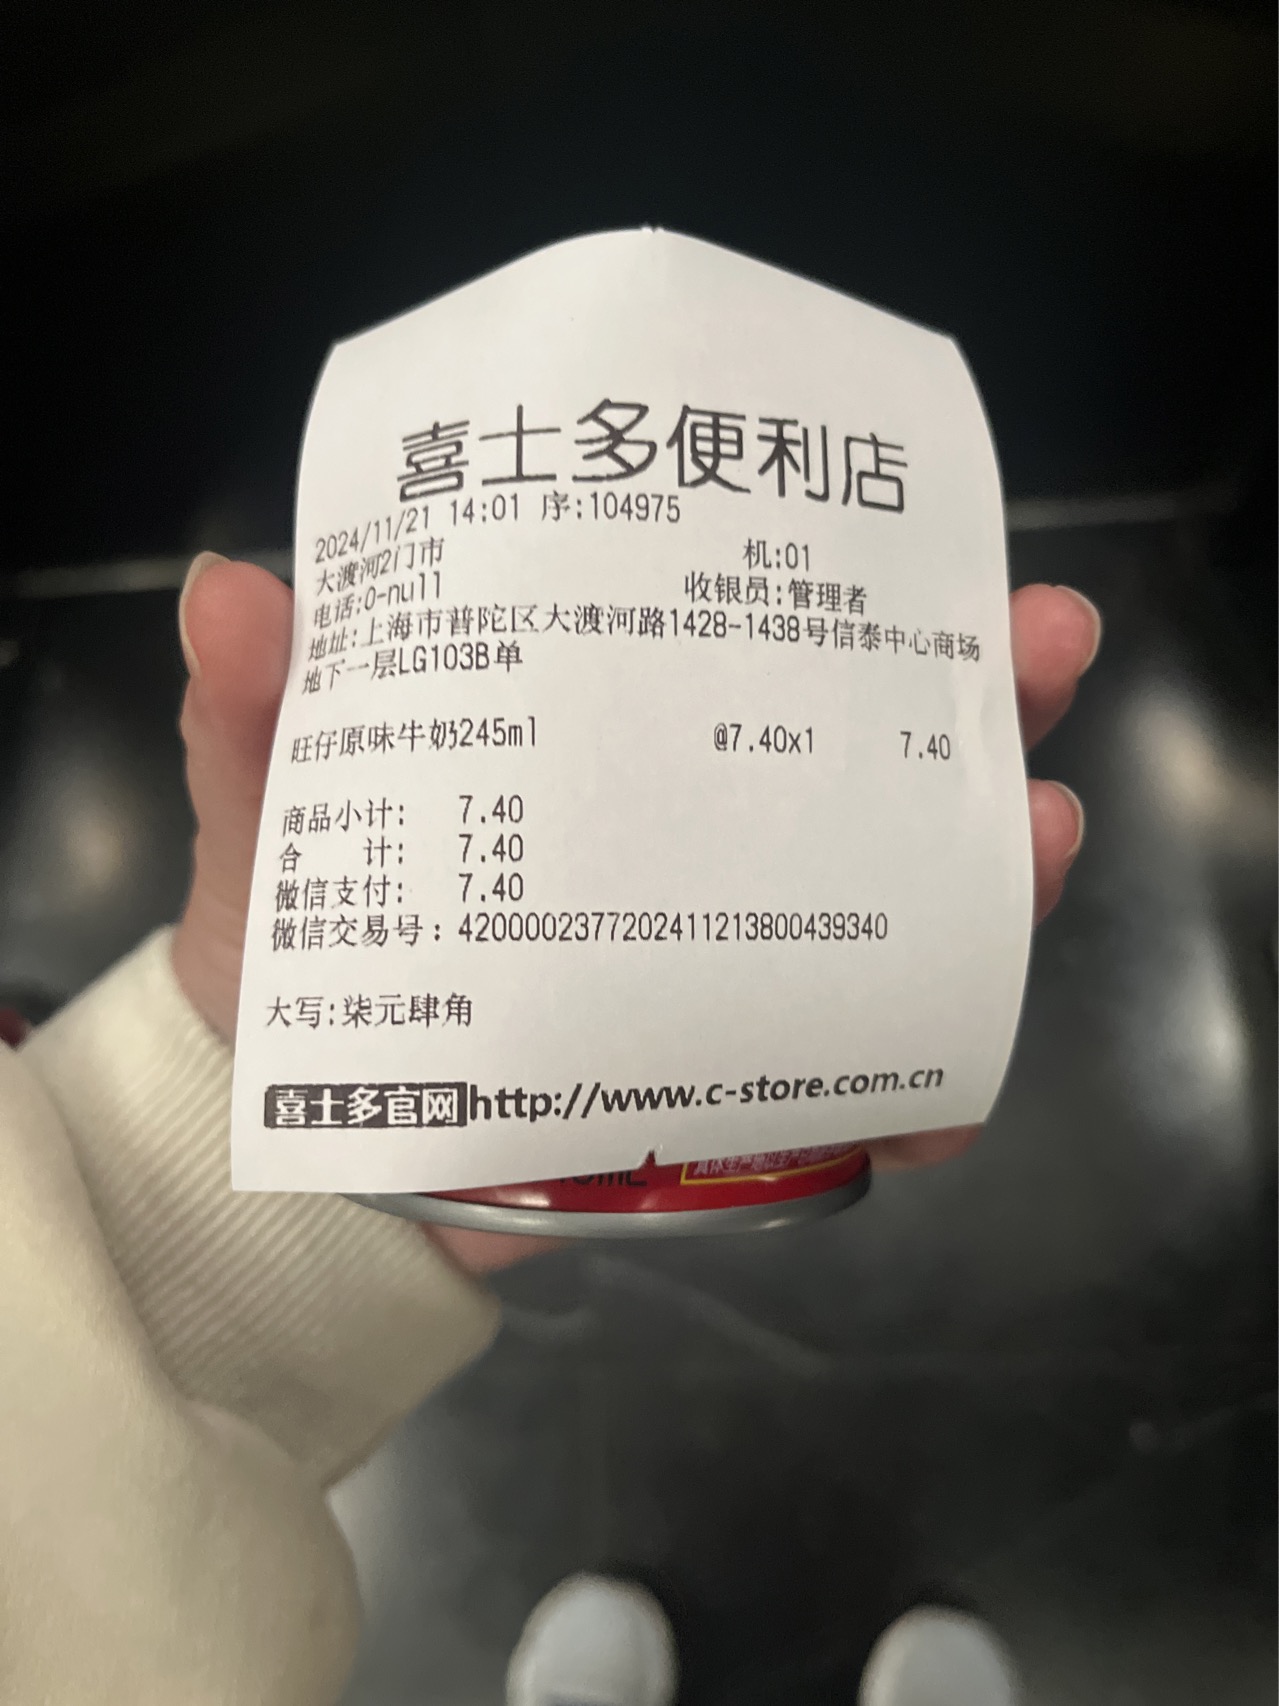 喜士多便利店
2024/11/21 14:01 序:104975
大渡河2门市 机:01
电话:0-null 收银员:管理者
地址:上海市普陀区大渡河路1428-1438号信泰中心商场
地下一层LG103B单
旺仔原味牛奶245ml @7.40x1 7.40
商品小计: 7.40
合 计: 7.40
微信支付: 7.40
微信交易号: 4200002377202411213800439340
大写:柒元肆角
喜士多官网http://www.c-store.com.cn